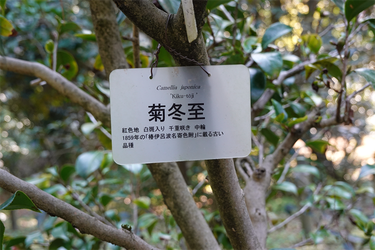 Camellia japonica
"Kiku-tôji"
菊冬至
紅色地 白斑入り 千重咲き 中輪
1859年の「椿伊呂波名寄色附」に載る古い
品種